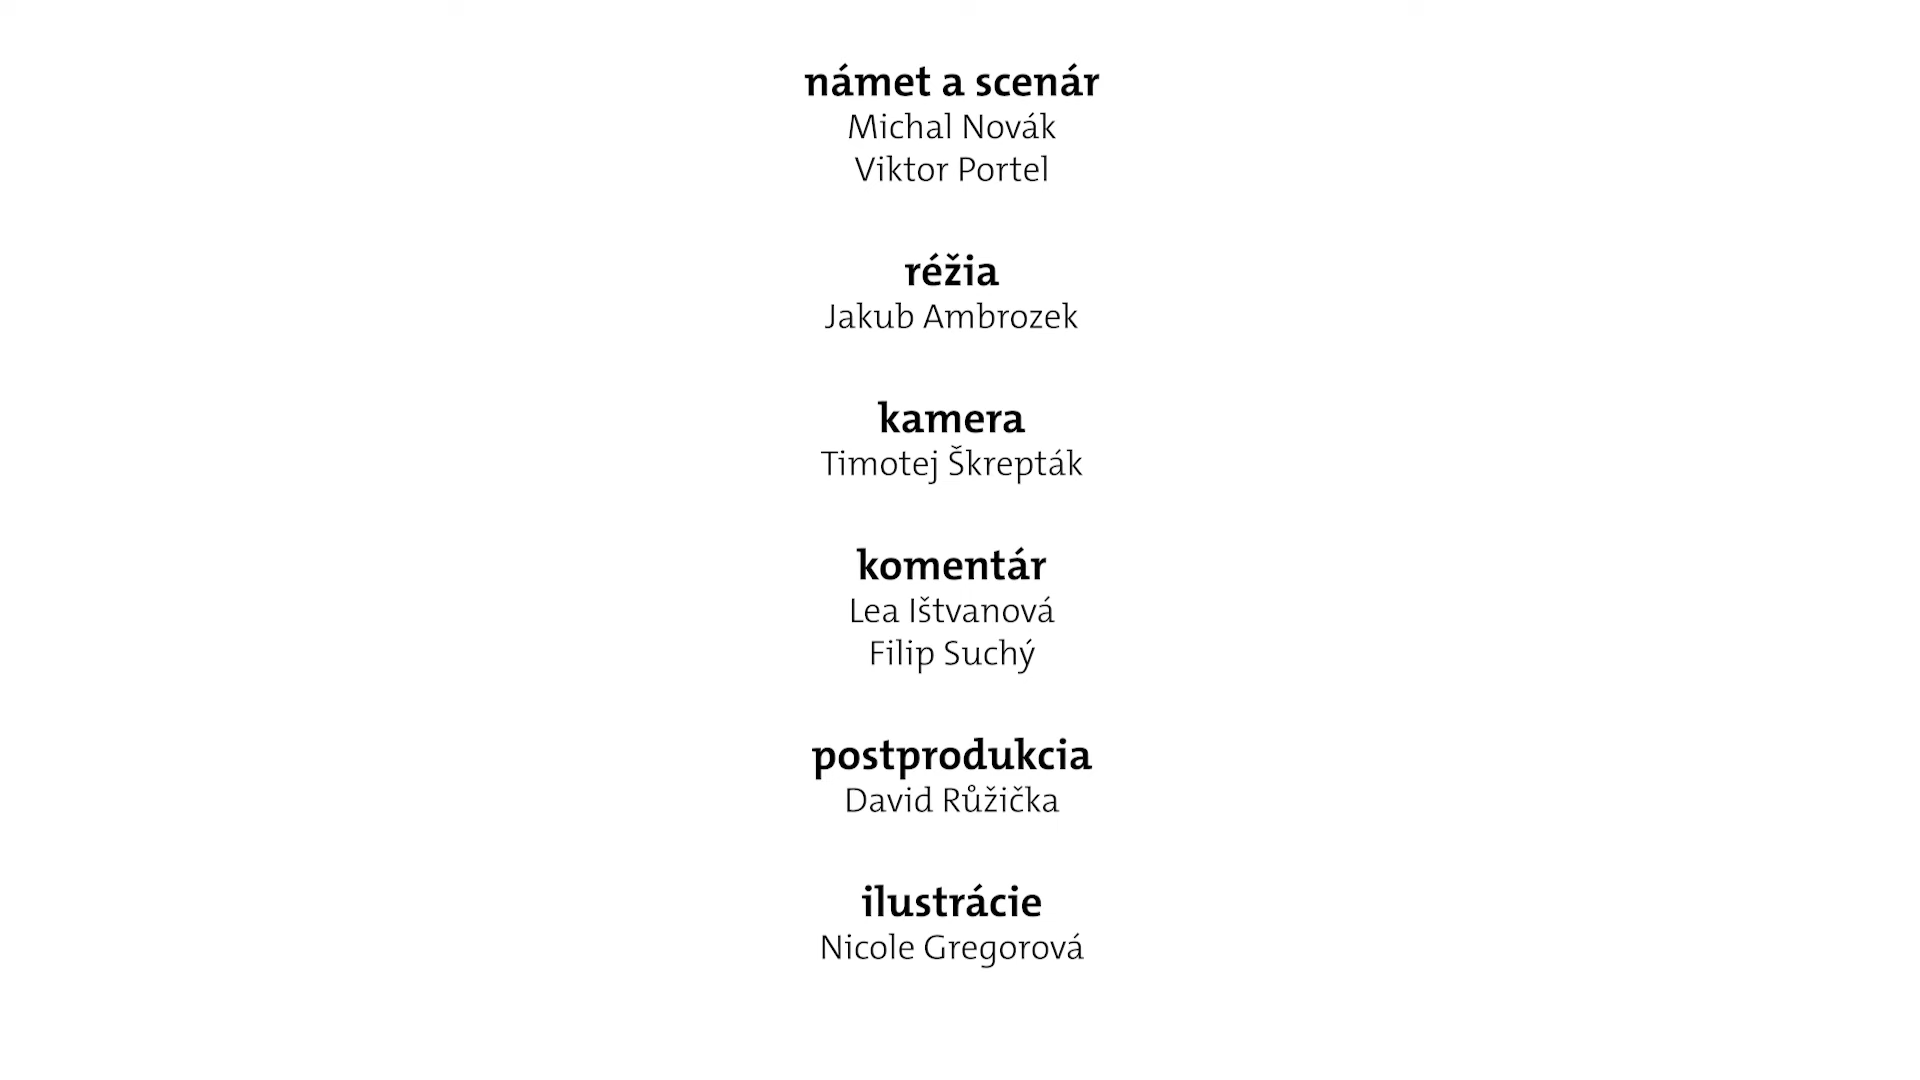 námet a scenár
Michal Novák
Viktor Portel
réžia
Jakub Ambrozek
kamera
Timotej Škrepták
komentár
Lea Ištvanová
Filip Suchý
postprodukcia
David Růžička
ilustrácie
Nicole Gregorová